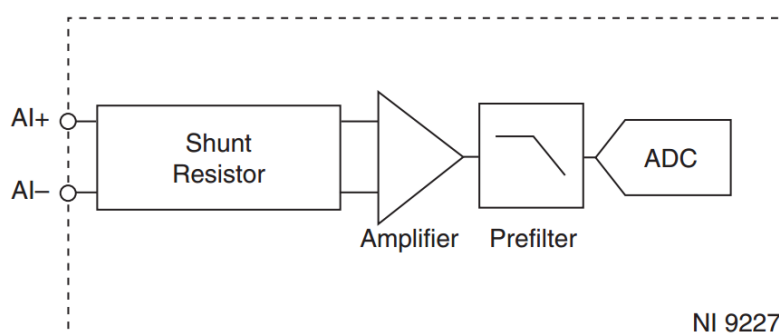 AI+
AI–
Shunt
Resistor
Amplifier
Prefilter
ADC
NI 9227